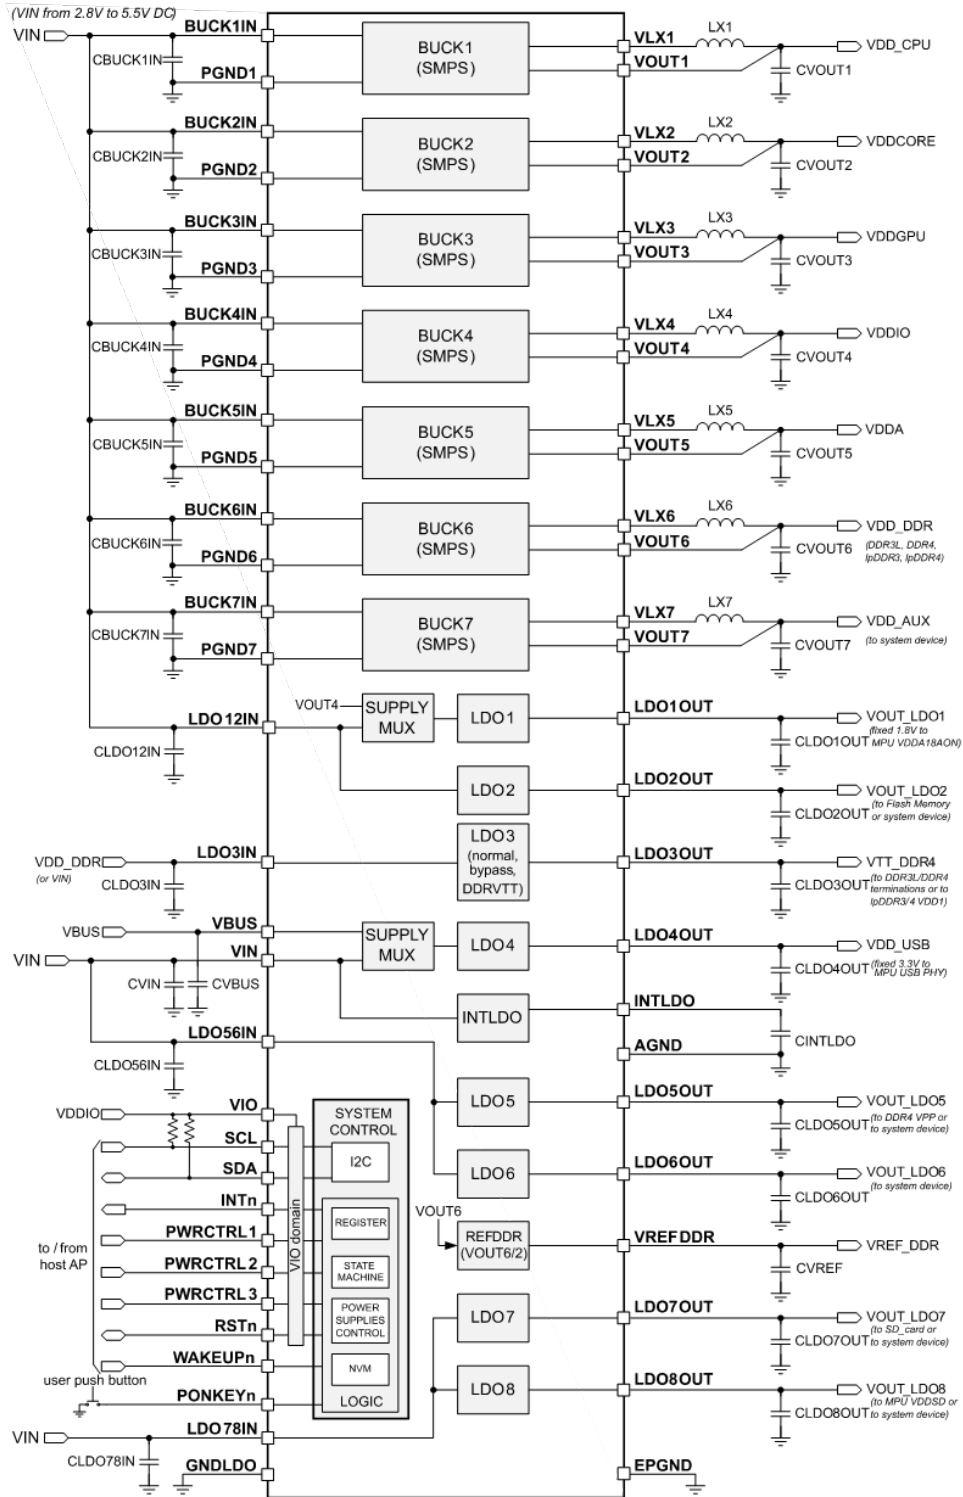 (VIN from 2.8V to 5.5V DC)
VIN
BUCK1IN
CBUCK1IN
PGND1
BUCK1
(SMPS)
VLX1
VOUT1
LX1
CVOUT1
VDD_CPU
BUCK2IN
CBUCK2IN
PGND2
BUCK2
(SMPS)
VLX2
VOUT2
LX2
CVOUT2
VDDCORE
BUCK3IN
CBUCK3IN
PGND3
BUCK3
(SMPS)
VLX3
VOUT3
LX3
CVOUT3
VDDGPU
BUCK4IN
CBUCK4IN
PGND4
BUCK4
(SMPS)
VLX4
VOUT4
LX4
CVOUT4
VDDIO
BUCK5IN
CBUCK5IN
PGND5
BUCK5
(SMPS)
VLX5
VOUT5
LX5
CVOUT5
VDDA
BUCK6IN
CBUCK6IN
PGND6
BUCK6
(SMPS)
VLX6
VOUT6
LX6
CVOUT6
VDD_DDR
(DDR3L, DDR4,
lpDDR3, lpDDR4)
BUCK7IN
CBUCK7IN
PGND7
BUCK7
(SMPS)
VLX7
VOUT7
LX7
CVOUT7
VDD_AUX
(to system device)
LDO12IN
CLDO12IN
VOUT4
SUPPLY
MUX
LDO1
LDO1OUT
CLDO1OUT
VOUT_LDO1
(fixed 1.8V to
MPU VDDA18AON)
LDO2
LDO2OUT
CLDO2OUT
VOUT_LDO2
(to Flash Memory
or system device)
VDD_DDR
(or VIN)
LDO3IN
CLDO3IN
LDO3
(normal,
bypass,
DDRVTT)
LDO3OUT
CLDO3OUT
VTT_DDR4
(to DDR3L/DDR4
terminations or to
lpDDR3/4 VDD1)
VBUS
VBUS
VIN
VIN
CVIN
CVBUS
SUPPLY
MUX
LDO4
LDO4OUT
CLDO4OUT
VDD_USB
(fixed 3.3V to
MPU USB PHY)
INTLDO
INTLDO
CINTLDO
AGND
LDO56IN
CLDO56IN
LDO5
LDO5OUT
CLDO5OUT
VOUT_LDO5
(to DDR4 VPP or
to system device)
LDO6
LDO6OUT
CLDO6OUT
VOUT_LDO6
(to system device)
VOUT6
REFDDR
(VOUT6/2)
VREFDDR
CVREF
VREF_DDR
LDO7
LDO7OUT
CLDO7OUT
VOUT_LDO7
(to SD_card or
to system device)
LDO8
LDO8OUT
CLDO8OUT
VOUT_LDO8
(to MPU VDDSD or
to system device)
VDDIO
VIO
SCL
SDA
INTn
PWRCTRL1
PWRCTRL2
PWRCTRL3
RSTn
WAKEUPn
PONKEYn
to / from
host AP
user push button
VIO domain
SYSTEM
CONTROL
I2C
REGISTER
STATE
MACHINE
POWER
SUPPLIES
CONTROL
NVM
LOGIC
VIN
LDO78IN
CLDO78IN
GNDLDO
EPGND